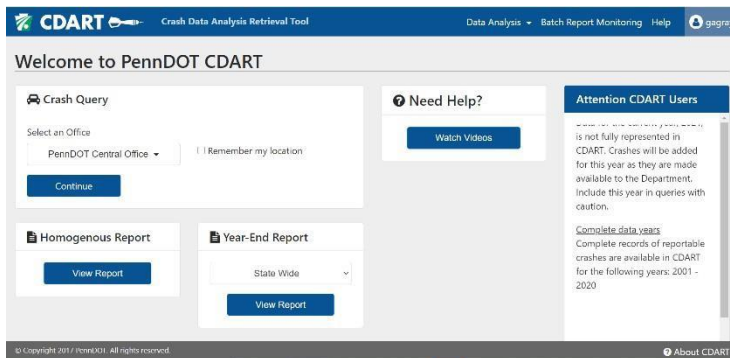 CDART
Crash Data Analysis Retrieval Tool
Data Analysis
Batch Report Monitoring
Help
Welcome to PennDOT CDART
Crash Query
Select an Office
PennDOT Central Office
Remember my location
Continue
Homogenous Report
View Report
Year-End Report
State Wide
View Report
Need Help?
Watch Videos
Attention CDART Users
is not fully represented in
CDART. Crashes will be added
for this year as they are made
available to the Department.
Include this year in queries with
caution.
Complete data years
Complete records of reportable
crashes are available in CDART
for the following years: 2001 -
2020
© Copyright 2017 PennDOT. All rights reserved.
About CDART